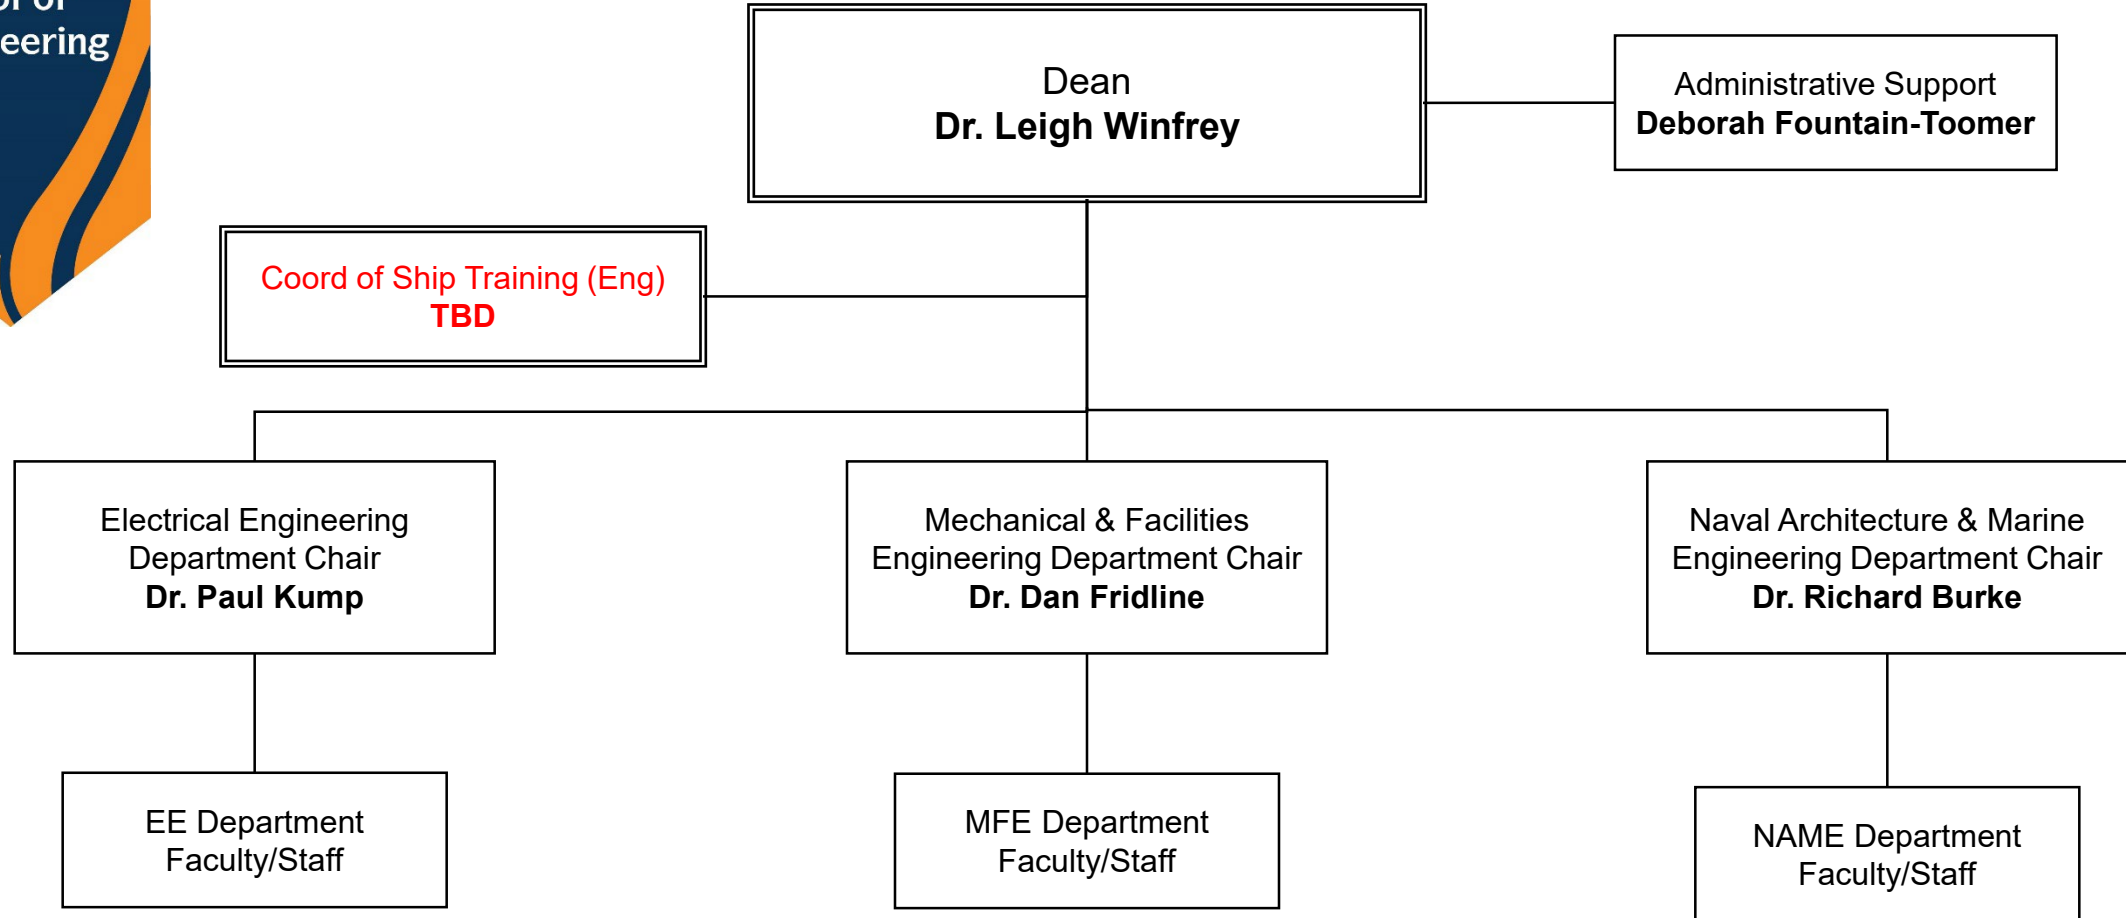 eering
Dean
Dr. Leigh Winfrey
Administrative Support
Deborah Fountain-Toomer
Coord of Ship Training (Eng)
TBD
Electrical Engineering
Department Chair
Dr. Paul Kump
Mechanical & Facilities
Engineering Department Chair
Dr. Dan Fridline
Naval Architecture & Marine
Engineering Department Chair
Dr. Richard Burke
EE Department
Faculty/Staff
MFE Department
Faculty/Staff
NAME Department
Faculty/Staff